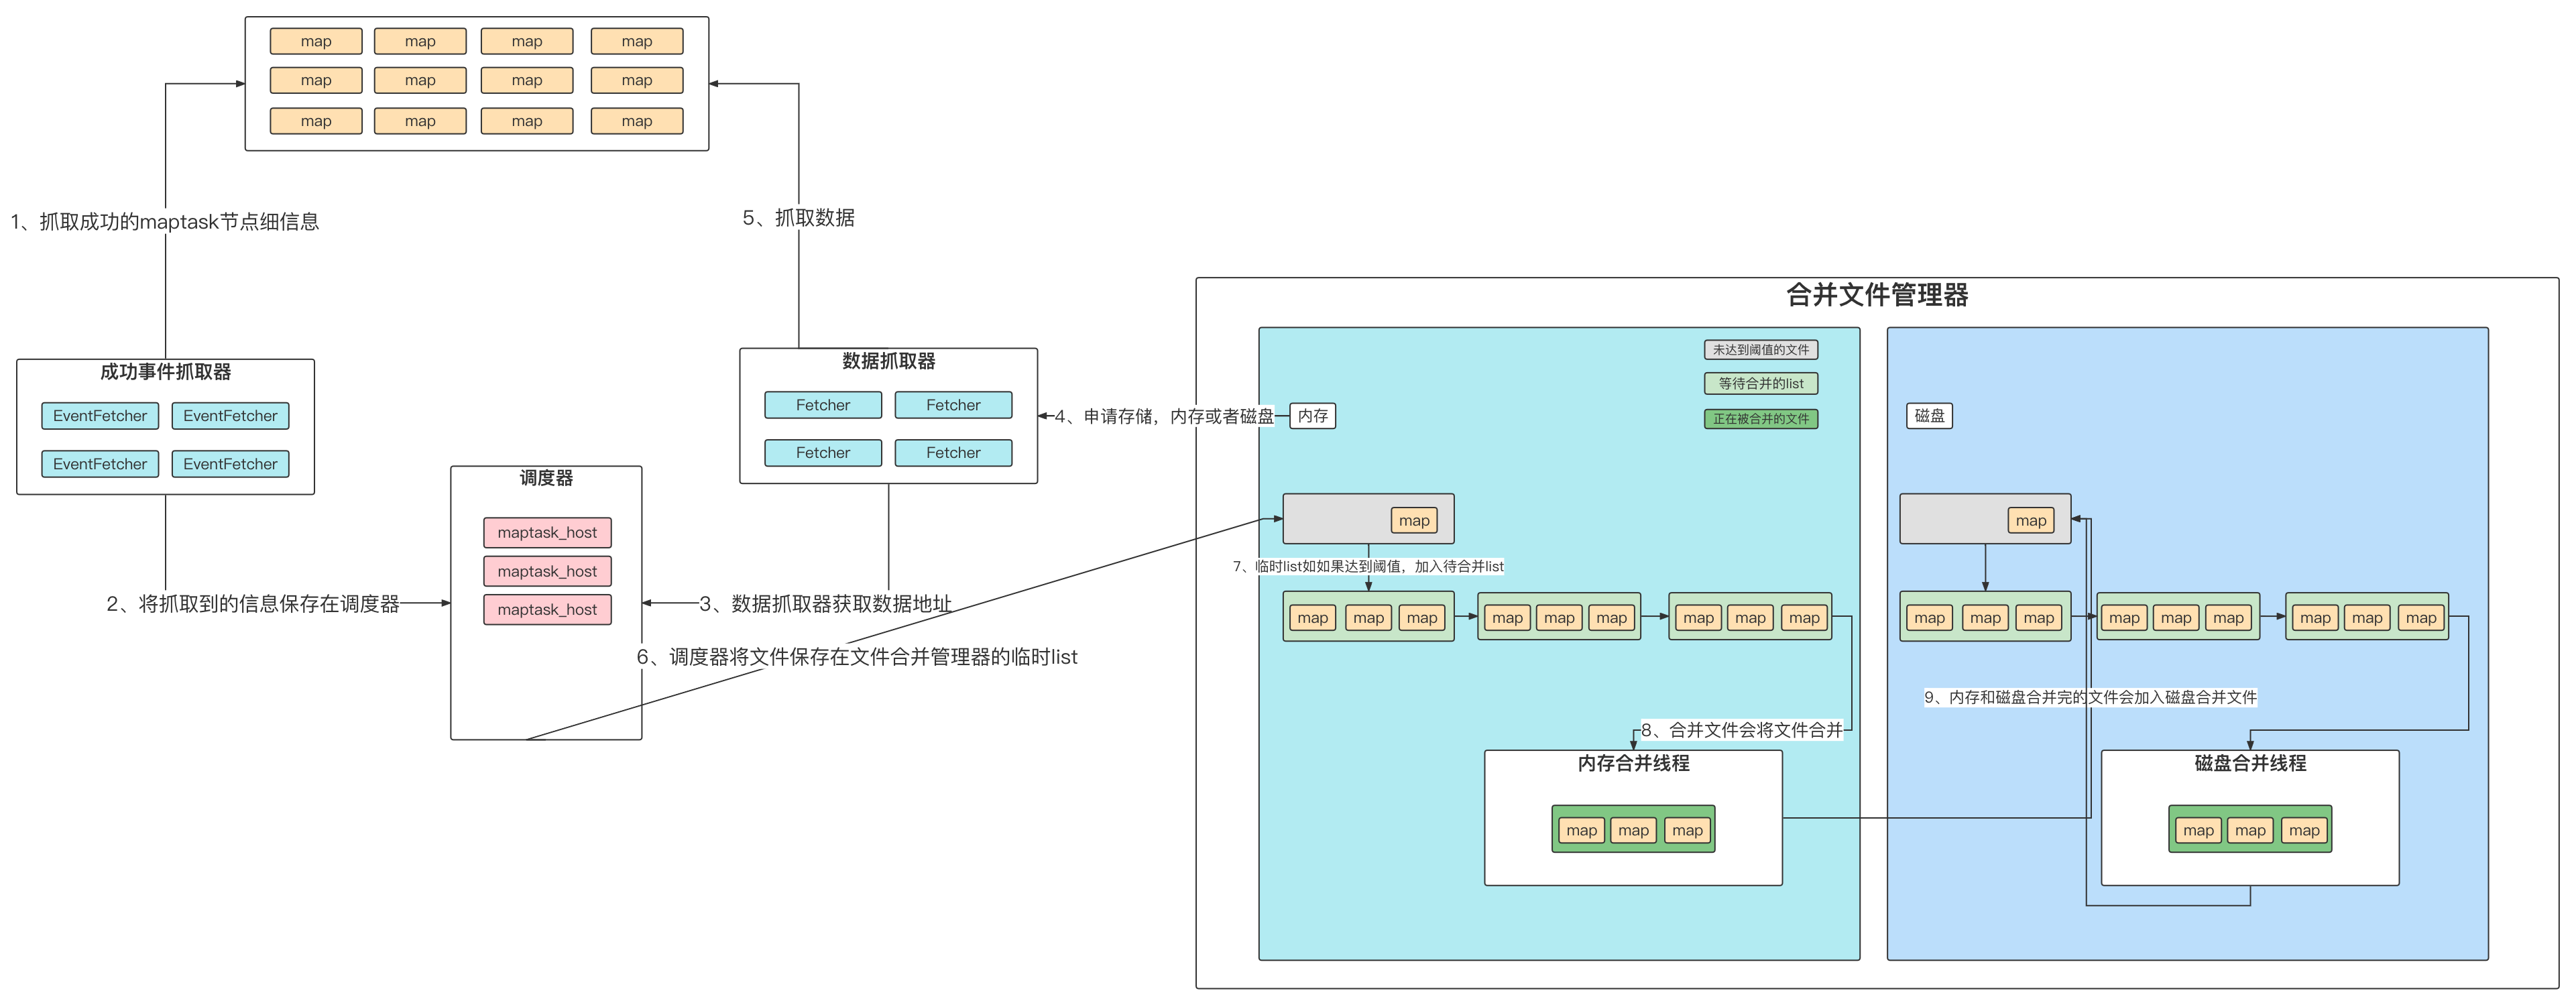 map map map map
map map map map
map map map map
1、抓取成功的maptask节点细信息
5、抓取数据
成功事件抓取器
EventFetcher EventFetcher
EventFetcher EventFetcher
2、将抓取到的信息保存在调度器
调度器
maptask_host
maptask_host
maptask_host
数据抓取器
Fetcher Fetcher
Fetcher Fetcher
3、数据抓取器获取数据地址
4、申请存储，内存或者磁盘
6、调度器将文件保存在文件合并管理器的临时list
合并文件管理器
未达到阈值的文件
等待合并的list
正在被合并的文件
内存
map
7、临时list如如果达到阈值，加入待合并list
map map map
map map map
map map map
8、合并文件会将文件合并
内存合并线程
map map map
磁盘
map
map map map
map map map
map map map
9、内存和磁盘合并完的文件会加入磁盘合并文件
磁盘合并线程
map map map